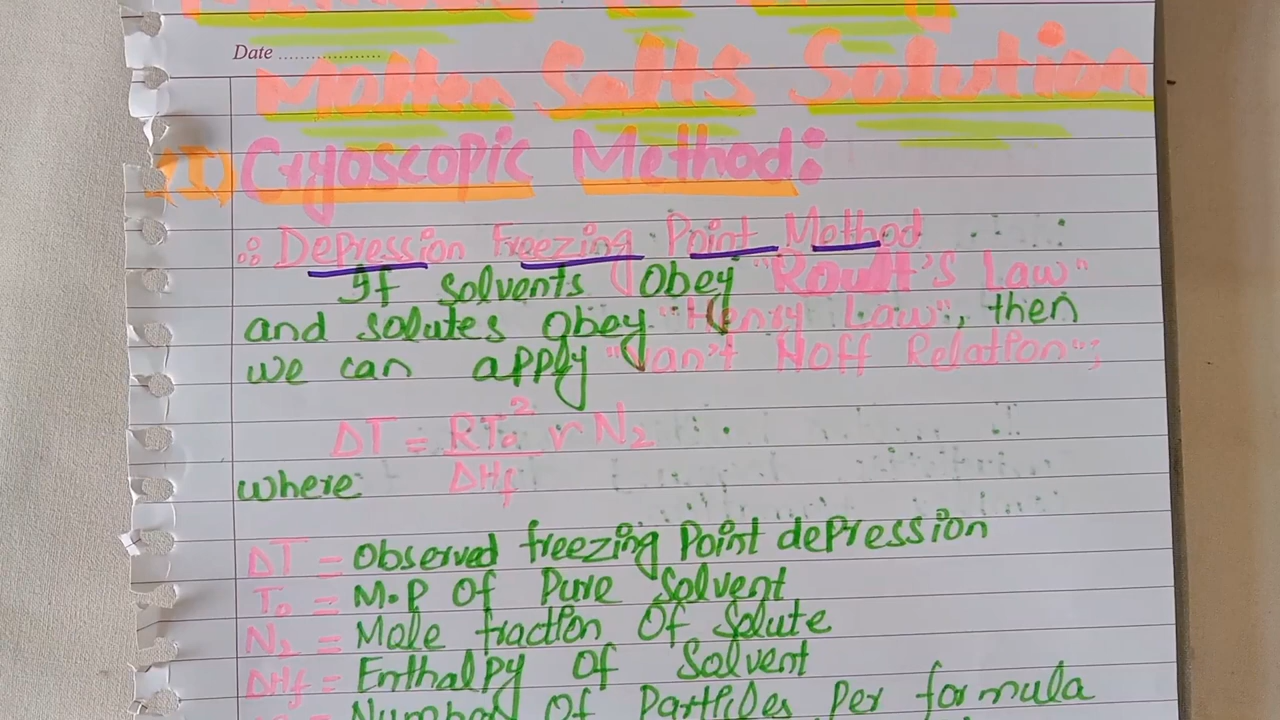 Date ....................
Molten Salts Solution
(I) Cryoscopic Method:
Depression Freezing Point Method
If solvents obey "Roult's Law"
and solutes obey "Henry Law", then
we can apply "Van't Hoff Relation";
ΔT = RT₀² ν N₂
ΔHf
where
ΔT = Observed freezing Point depression
T₀ = M.P of Pure Solvent
N₂ = Mole fraction of Solute
ΔHf = Enthalpy of Solvent
Number of Particles Per formula